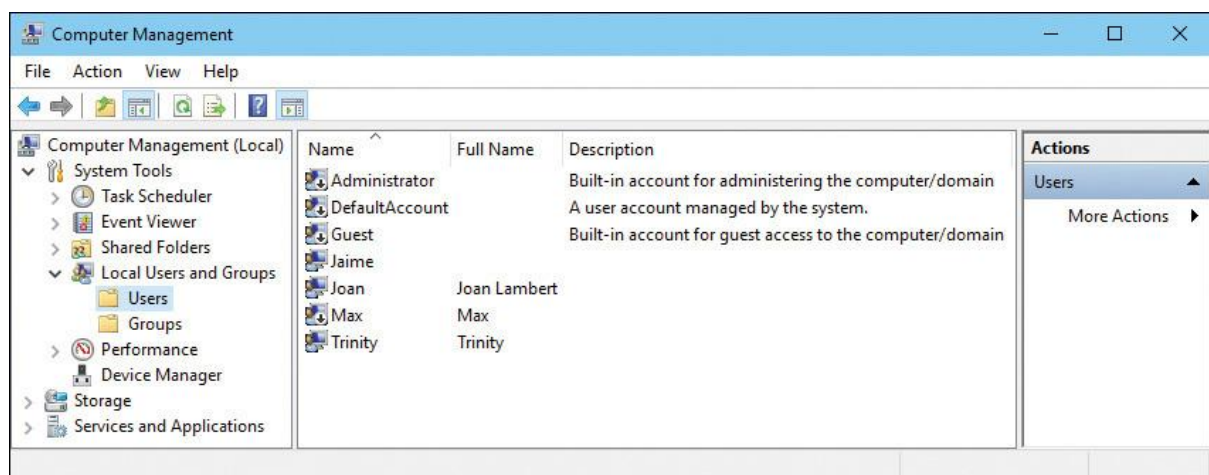 Computer Management
File Action View Help
Computer Management (Local)
System Tools
Task Scheduler
Event Viewer
Shared Folders
Local Users and Groups
Users
Groups
Performance
Device Manager
Storage
Services and Applications
Name Full Name Description
Administrator Built-in account for administering the computer/domain
DefaultAccount A user account managed by the system.
Guest Built-in account for guest access to the computer/domain
Jaime
Joan Joan Lambert
Max Max
Trinity Trinity
Actions
Users
More Actions